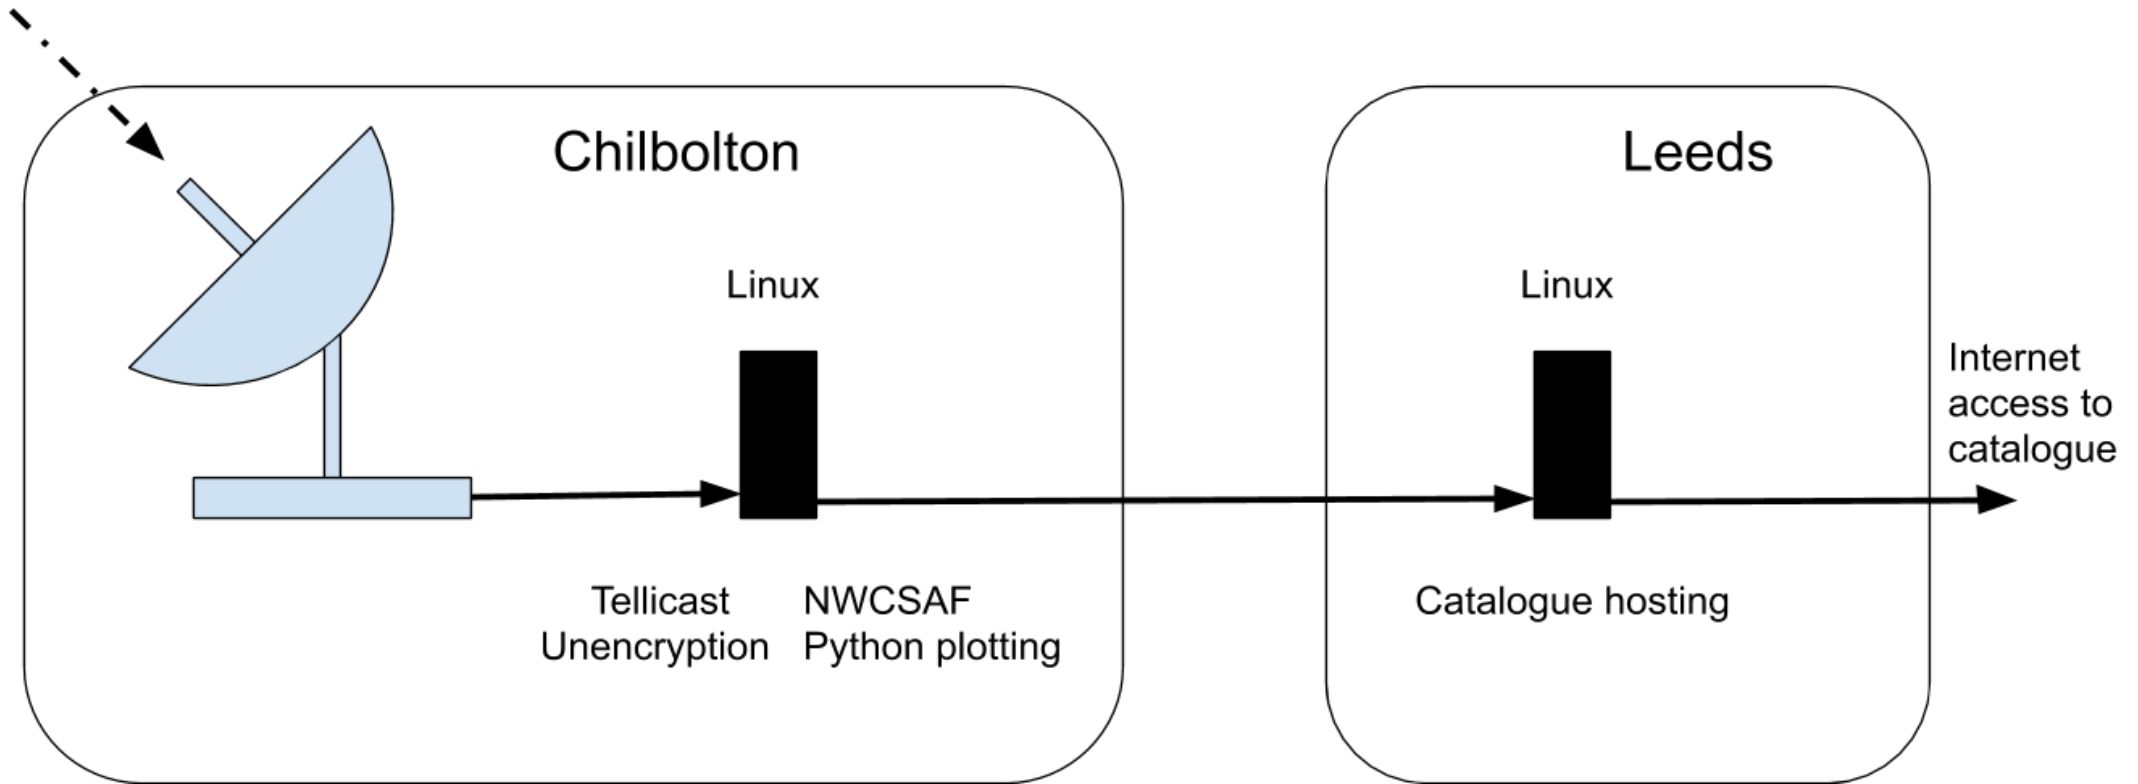 Chilbolton
Leeds
Linux
Linux
Internet
access to
catalogue
Tellicast
Unencryption
NWCSAF
Python plotting
Catalogue hosting